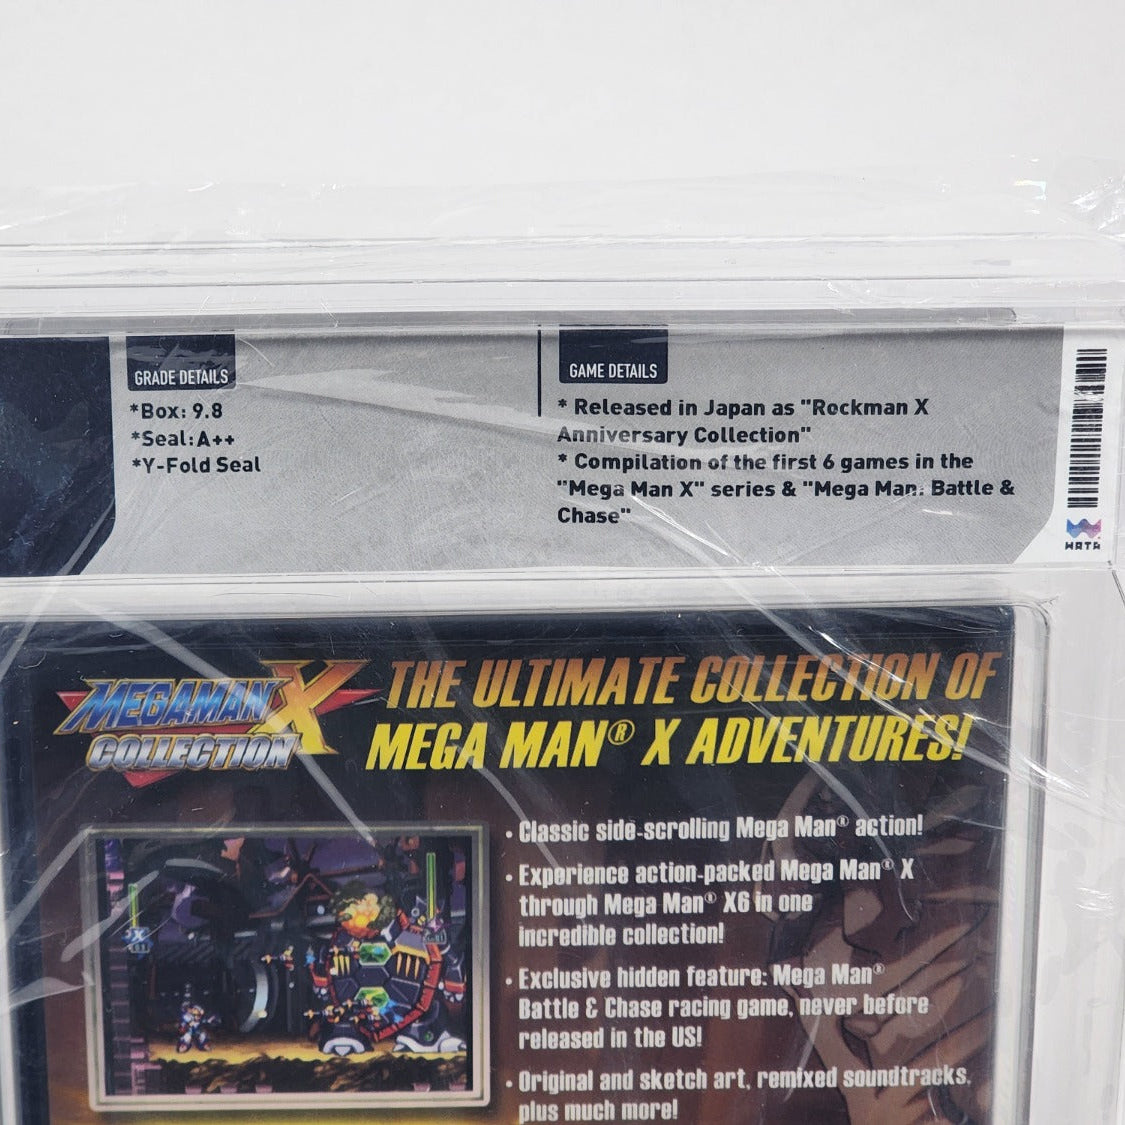 GRADE DETAILS
*Box: 9.8
*Seal: A++
*Y-Fold Seal
GAME DETAILS
* Released in Japan as "Rockman X
Anniversary Collection"
* Compilation of the first 6 games in the
"Mega Man X" series & "Mega Man: Battle &
Chase"
WATA
MEGAMAN X
COLLECTION
THE ULTIMATE COLLECTION OF
MEGA MAN® X ADVENTURES!
• Classic side-scrolling Mega Man® action!
• Experience action-packed Mega Man® X
through Mega Man® X6 in one
incredible collection!
• Exclusive hidden feature: Mega Man®
Battle & Chase racing game, never before
released in the US!
• Original and sketch art, remixed soundtracks,
plus much more!